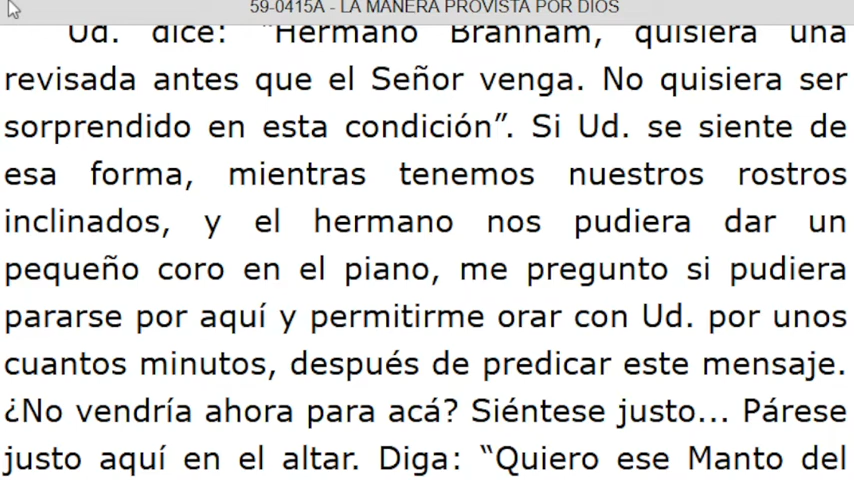 59-0415A - LA MANERA PROVISTA POR DIOS
Ud. dice: "Hermano Branham, quisiera una
revisada antes que el Señor venga. No quisiera ser
sorprendido en esta condición”. Si Ud. se siente de
esa forma, mientras tenemos nuestros rostros
inclinados, y el hermano nos pudiera dar un
pequeño coro en el piano, me pregunto si pudiera
pararse por aquí y permitirme orar con Ud. por unos
cuantos minutos, después de predicar este mensaje.
¿No vendría ahora para acá? Siéntese justo... Párese
justo aquí en el altar. Diga: “Quiero ese Manto del